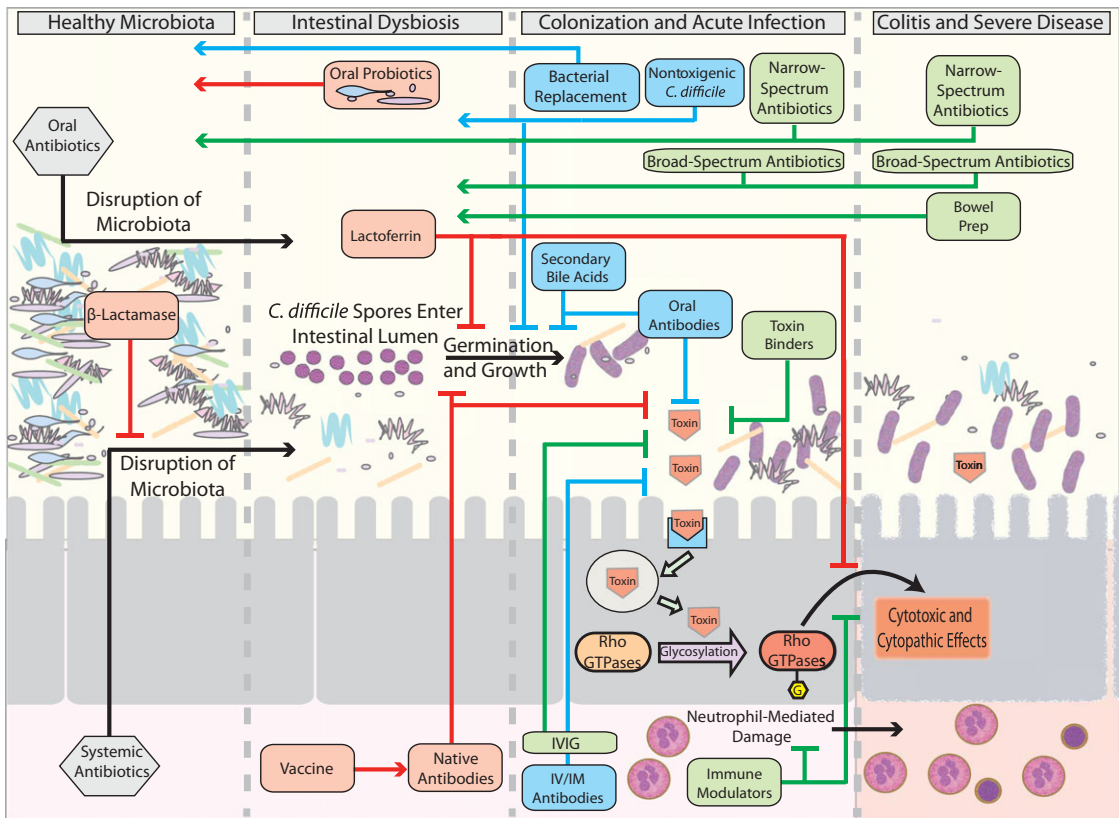 Healthy Microbiota
Intestinal Dysbiosis
Colonization and Acute Infection
Colitis and Severe Disease
Oral Probiotics
Bacterial
Replacement
Nontoxigenic
C. difficile
Narrow-
Spectrum
Antibiotics
Narrow-
Spectrum
Antibiotics
Oral
Antibiotics
Broad-Spectrum Antibiotics
Broad-Spectrum Antibiotics
Disruption of
Microbiota
Lactoferrin
Bowel
Prep
Secondary
Bile Acids
β-Lactamase
C. difficile Spores Enter
Intestinal Lumen
Germination
and Growth
Oral
Antibodies
Toxin
Binders
Toxin
Disruption of
Microbiota
Toxin
Toxin
Toxin
Toxin
Toxin
Rho
GTPases
Glycosylation
Rho
GTPases
G
Cytotoxic and
Cytopathic Effects
Neutrophil-Mediated
Damage
Systemic
Antibiotics
Vaccine
Native
Antibodies
IVIG
IV/IM
Antibodies
Immune
Modulators